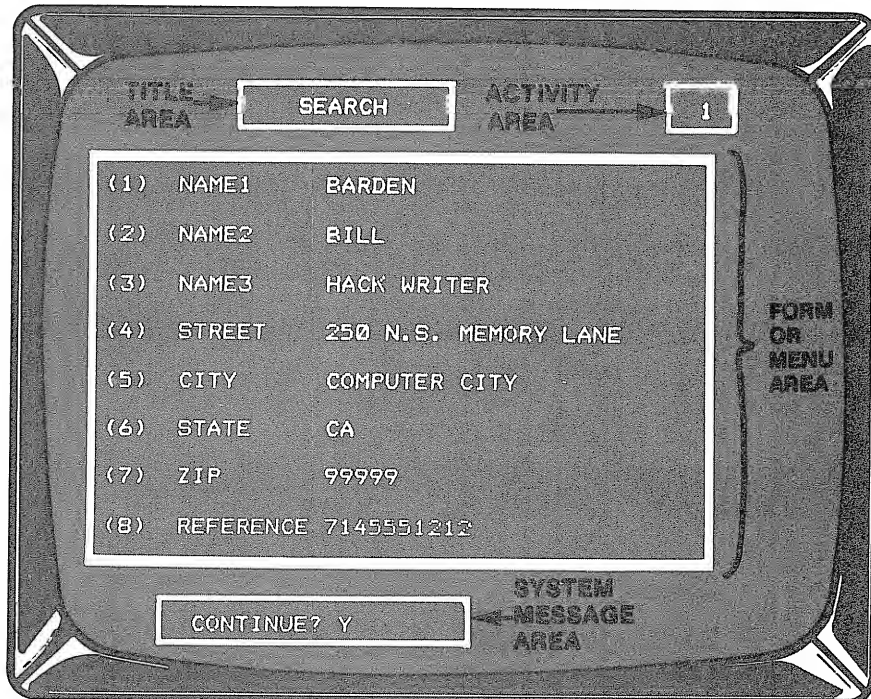 TITLE AREA
SEARCH
ACTIVITY AREA
1
(1) NAME1 BARDEN
(2) NAME2 BILL
(3) NAME3 HACK WRITER
(4) STREET 250 N.S. MEMORY LANE
(5) CITY COMPUTER CITY
(6) STATE CA
(7) ZIP 99999
(8) REFERENCE 7145551212
FORM
OR
MENU
AREA
CONTINUE? Y
SYSTEM
MESSAGE
AREA